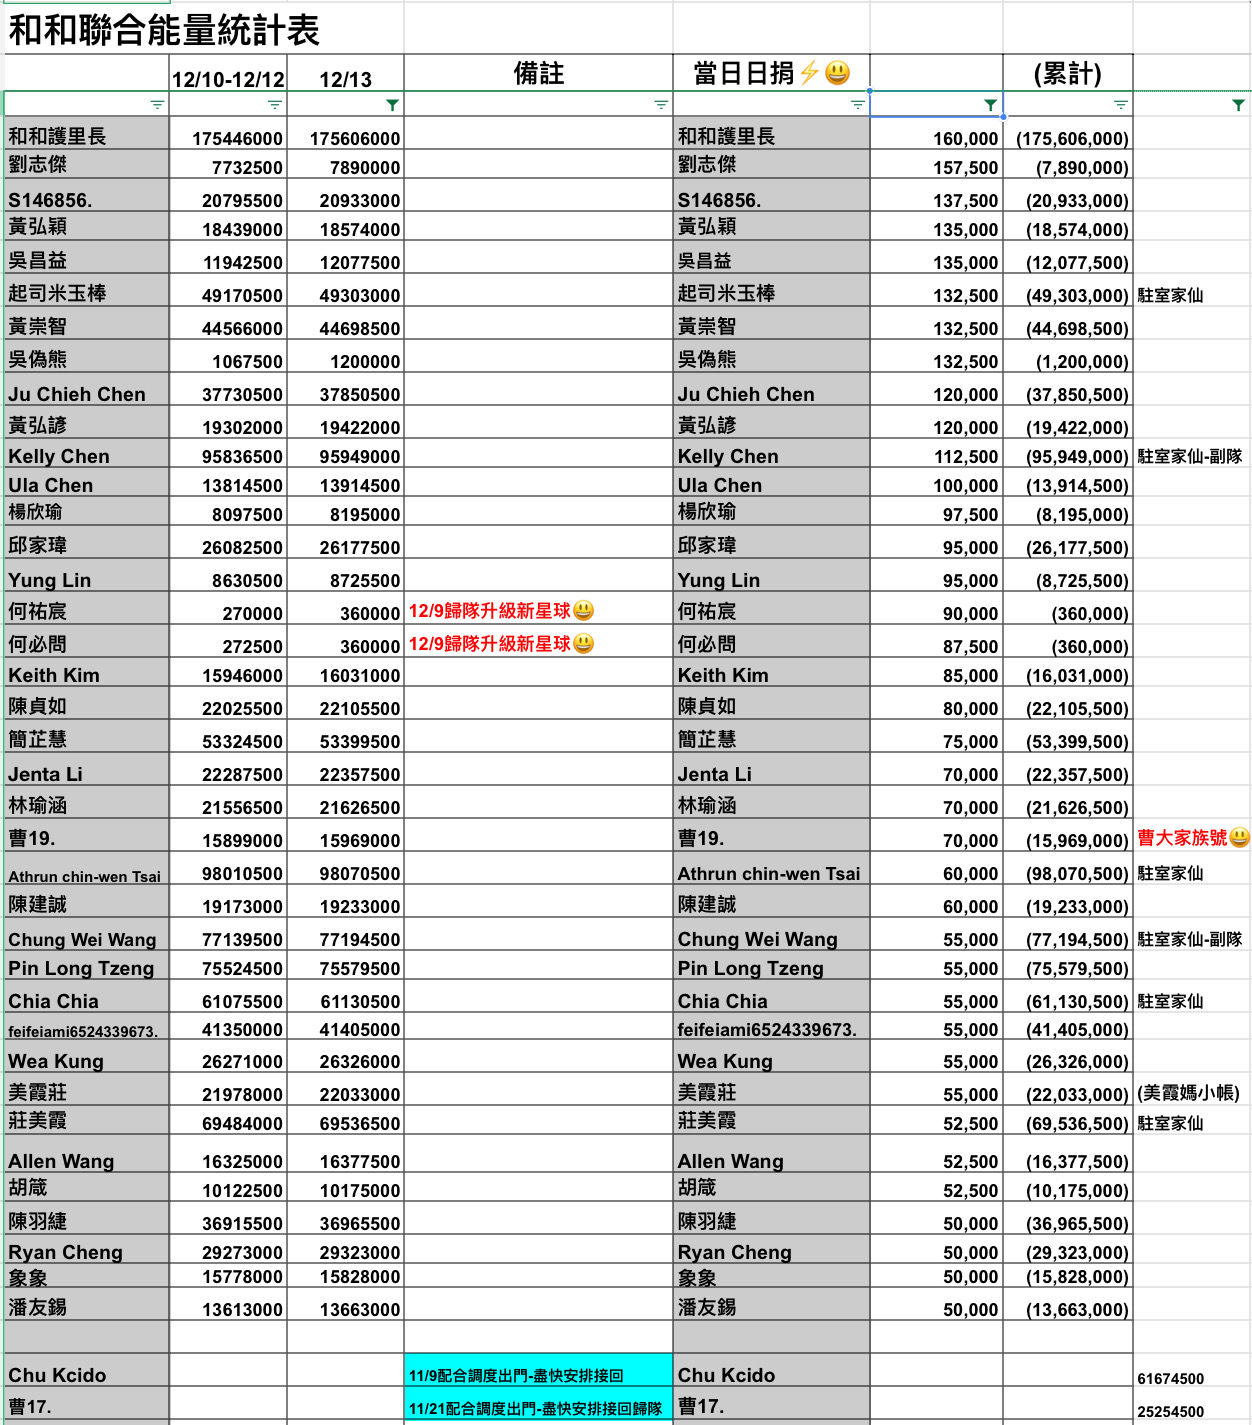 和和聯合能量統計表
12/10-12/12 12/13 備註 當日日捐⚡😃 (累計)
和和護里長 175446000 175606000 和和護里長 160,000 (175,606,000)
劉志傑 7732500 7890000 劉志傑 157,500 (7,890,000)
S146856. 20795500 20933000 S146856. 137,500 (20,933,000)
黃弘穎 18439000 18574000 黃弘穎 135,000 (18,574,000)
吳昌益 11942500 12077500 吳昌益 135,000 (12,077,500)
起司米玉棒 49170500 49303000 起司米玉棒 132,500 (49,303,000) 駐室家仙
黃崇智 44566000 44698500 黃崇智 132,500 (44,698,500)
吳偽熊 1067500 1200000 吳偽熊 132,500 (1,200,000)
Ju Chieh Chen 37730500 37850500 Ju Chieh Chen 120,000 (37,850,500)
黃弘諺 19302000 19422000 黃弘諺 120,000 (19,422,000)
Kelly Chen 95836500 95949000 Kelly Chen 112,500 (95,949,000) 駐室家仙-副隊
Ula Chen 13814500 13914500 Ula Chen 100,000 (13,914,500)
楊欣瑜 8097500 8195000 楊欣瑜 97,500 (8,195,000)
邱家瑋 26082500 26177500 邱家瑋 95,000 (26,177,500)
Yung Lin 8630500 8725500 Yung Lin 95,000 (8,725,500)
何祐宸 270000 360000 12/9歸隊升級新星球😃 何祐宸 90,000 (360,000)
何必問 272500 360000 12/9歸隊升級新星球😃 何必問 87,500 (360,000)
Keith Kim 15946000 16031000 Keith Kim 85,000 (16,031,000)
陳貞如 22025500 22105500 陳貞如 80,000 (22,105,500)
簡芷慧 53324500 53399500 簡芷慧 75,000 (53,399,500)
Jenta Li 22287500 22357500 Jenta Li 70,000 (22,357,500)
林瑜涵 21556500 21626500 林瑜涵 70,000 (21,626,500)
曹19. 15899000 15969000 曹19. 70,000 (15,969,000) 曹大家族號😃
Athrun chin-wen Tsai 98010500 98070500 Athrun chin-wen Tsai 60,000 (98,070,500) 駐室家仙
陳建誠 19173000 19233000 陳建誠 60,000 (19,233,000)
Chung Wei Wang 77139500 77194500 Chung Wei Wang 55,000 (77,194,500) 駐室家仙-副隊
Pin Long Tzeng 75524500 75579500 Pin Long Tzeng 55,000 (75,579,500)
Chia Chia 61075500 61130500 Chia Chia 55,000 (61,130,500) 駐室家仙
feifeiami6524339673. 41350000 41405000 feifeiami6524339673. 55,000 (41,405,000)
Wea Kung 26271000 26326000 Wea Kung 55,000 (26,326,000)
美霞莊 21978000 22033000 美霞莊 55,000 (22,033,000) (美霞媽小帳)
莊美霞 69484000 69536500 莊美霞 52,500 (69,536,500) 駐室家仙
Allen Wang 16325000 16377500 Allen Wang 52,500 (16,377,500)
胡箴 10122500 10175000 胡箴 52,500 (10,175,000)
陳羽緁 36915500 36965500 陳羽緁 50,000 (36,965,500)
Ryan Cheng 29273000 29323000 Ryan Cheng 50,000 (29,323,000)
象象 15778000 15828000 象象 50,000 (15,828,000)
潘友錫 13613000 13663000 潘友錫 50,000 (13,663,000)
Chu Kcido 11/9配合調度出門-盡快安排接回 Chu Kcido 61674500
曹17. 11/21配合調度出門-盡快安排接回歸隊 曹17. 25254500